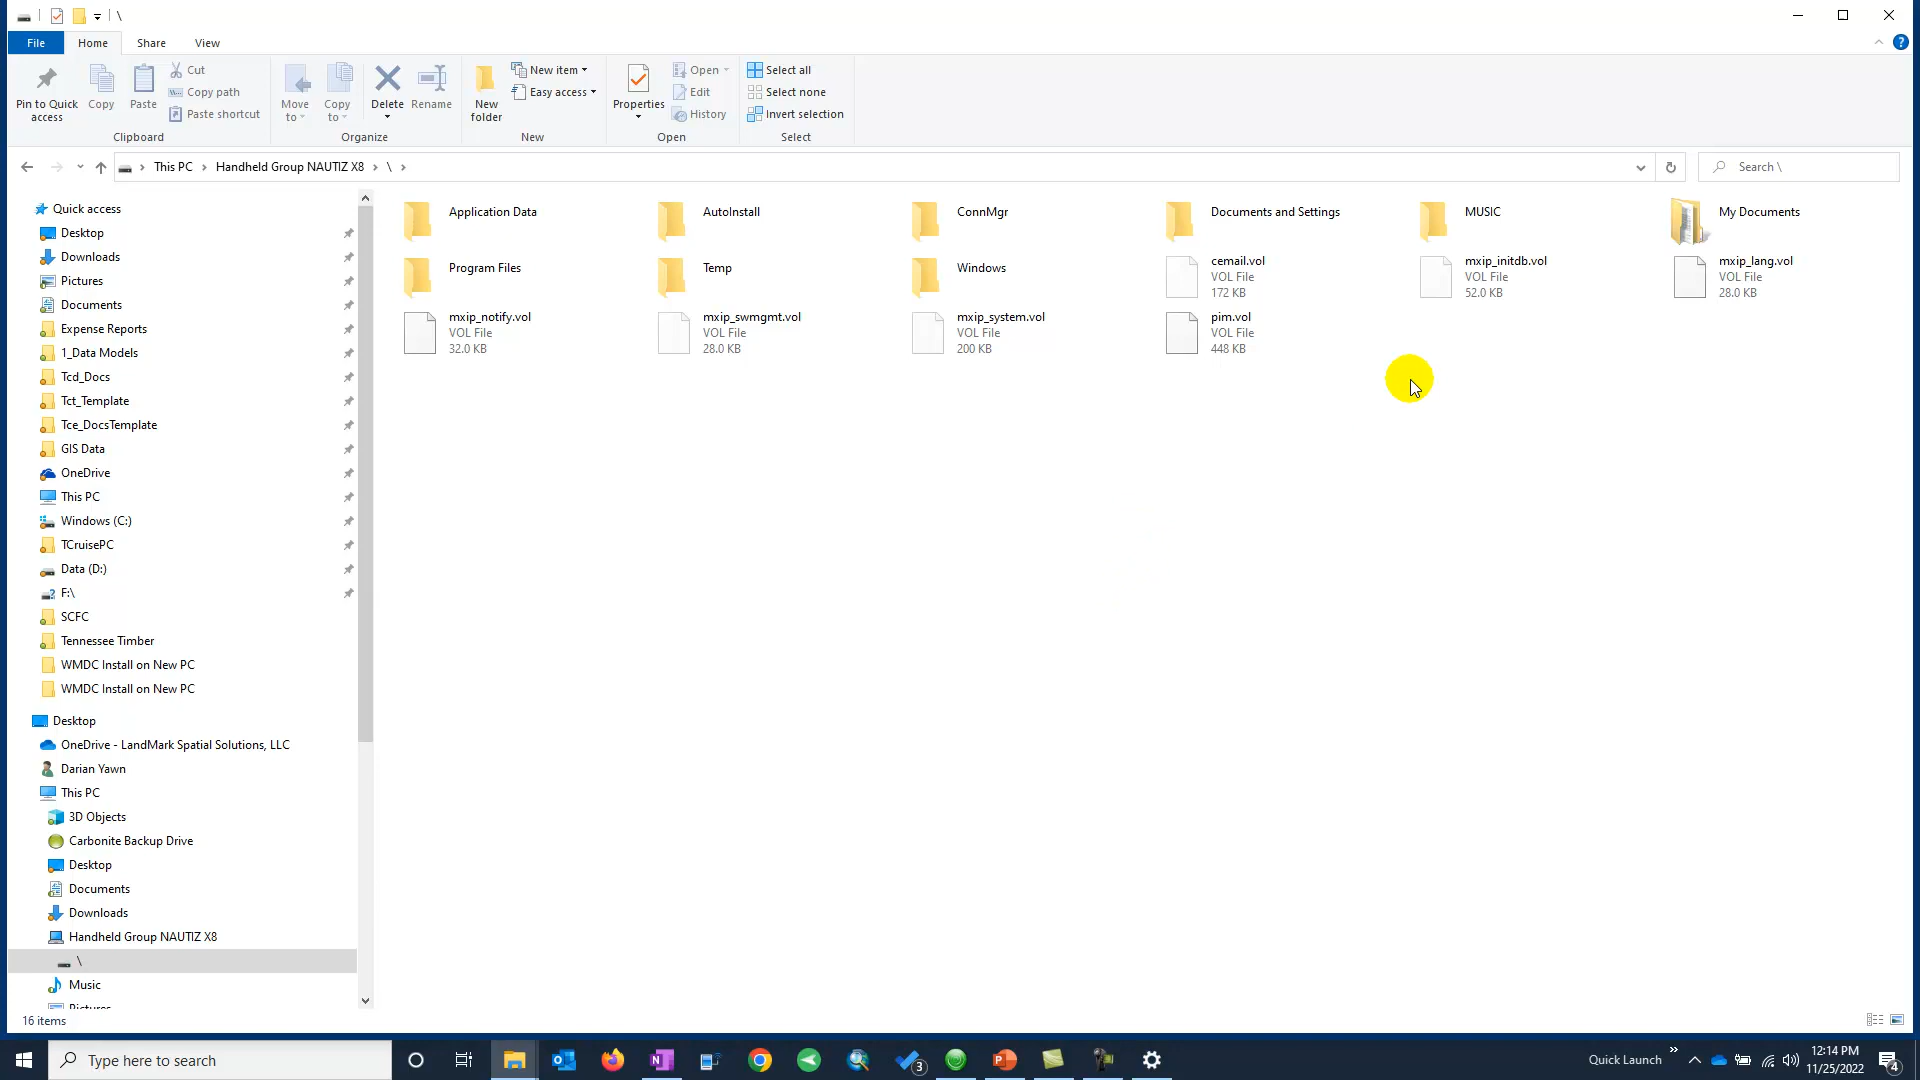 \
File
Home
Share
View
Pin to Quick access
Copy
Paste
Cut
Copy path
Paste shortcut
Clipboard
Move to
Copy to
Delete
Rename
Organize
New folder
New item
Easy access
New
Properties
Open
Edit
History
Open
Select all
Select none
Invert selection
Select
This PC
Handheld Group NAUTIZ X8
\
Search \
Quick access
Desktop
Downloads
Pictures
Documents
Expense Reports
1_Data Models
Tcd_Docs
Tct_Template
Tce_DocsTemplate
GIS Data
OneDrive
This PC
Windows (C:)
TCruisePC
Data (D:)
F:\
SCFC
Tennessee Timber
WMDC Install on New PC
WMDC Install on New PC
Desktop
OneDrive - LandMark Spatial Solutions, LLC
Darian Yawn
This PC
3D Objects
Carbonite Backup Drive
Desktop
Documents
Downloads
Handheld Group NAUTIZ X8
\
Music
Pictures
Application Data
AutoInstall
ConnMgr
Documents and Settings
MUSIC
My Documents
Program Files
Temp
Windows
cemail.vol
VOL File
172 KB
mxip_initdb.vol
VOL File
52.0 KB
mxip_lang.vol
VOL File
28.0 KB
mxip_notify.vol
VOL File
32.0 KB
mxip_swmgmt.vol
VOL File
28.0 KB
mxip_system.vol
VOL File
200 KB
pim.vol
VOL File
448 KB
16 items
Type here to search
3
Quick Launch
12:14 PM
11/25/2022
4